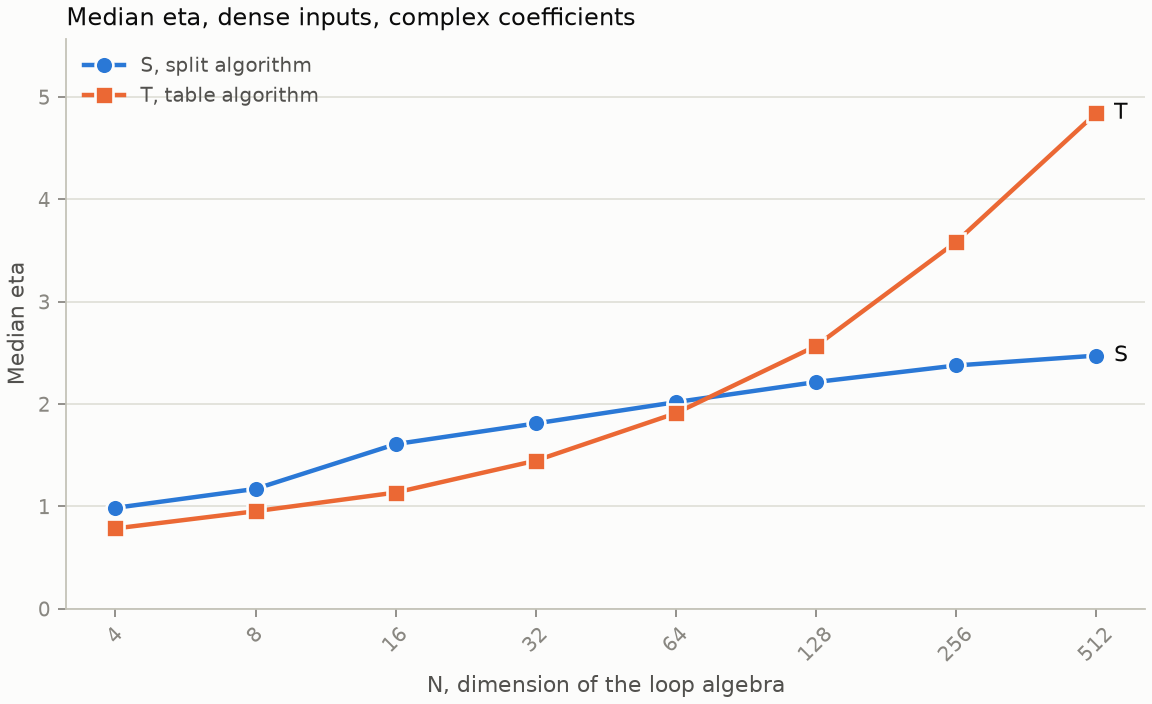 Median eta, dense inputs, complex coefficients
S, split algorithm
T, table algorithm
5
4
3
2
1
0
Median eta
T
S
4
8
16
32
64
128
256
512
N, dimension of the loop algebra